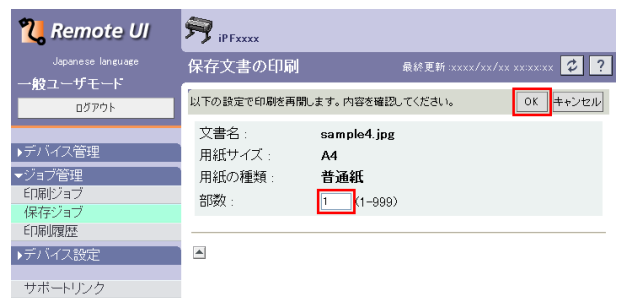 Remote UI
Japanese language
一般ユーザモード
ログアウト
▶デバイス管理
▼ジョブ管理
印刷ジョブ
保存ジョブ
印刷履歴
▶デバイス設定
サポートリンク
iPFxxxx
保存文書の印刷 最終更新:xxxx/xx/xx xx:xx:xx ?
以下の設定で印刷を再開します。内容を確認してください。 OK キャンセル
文書名: sample4.jpg
用紙サイズ: A4
用紙の種類: 普通紙
部数: 1 (1-999)